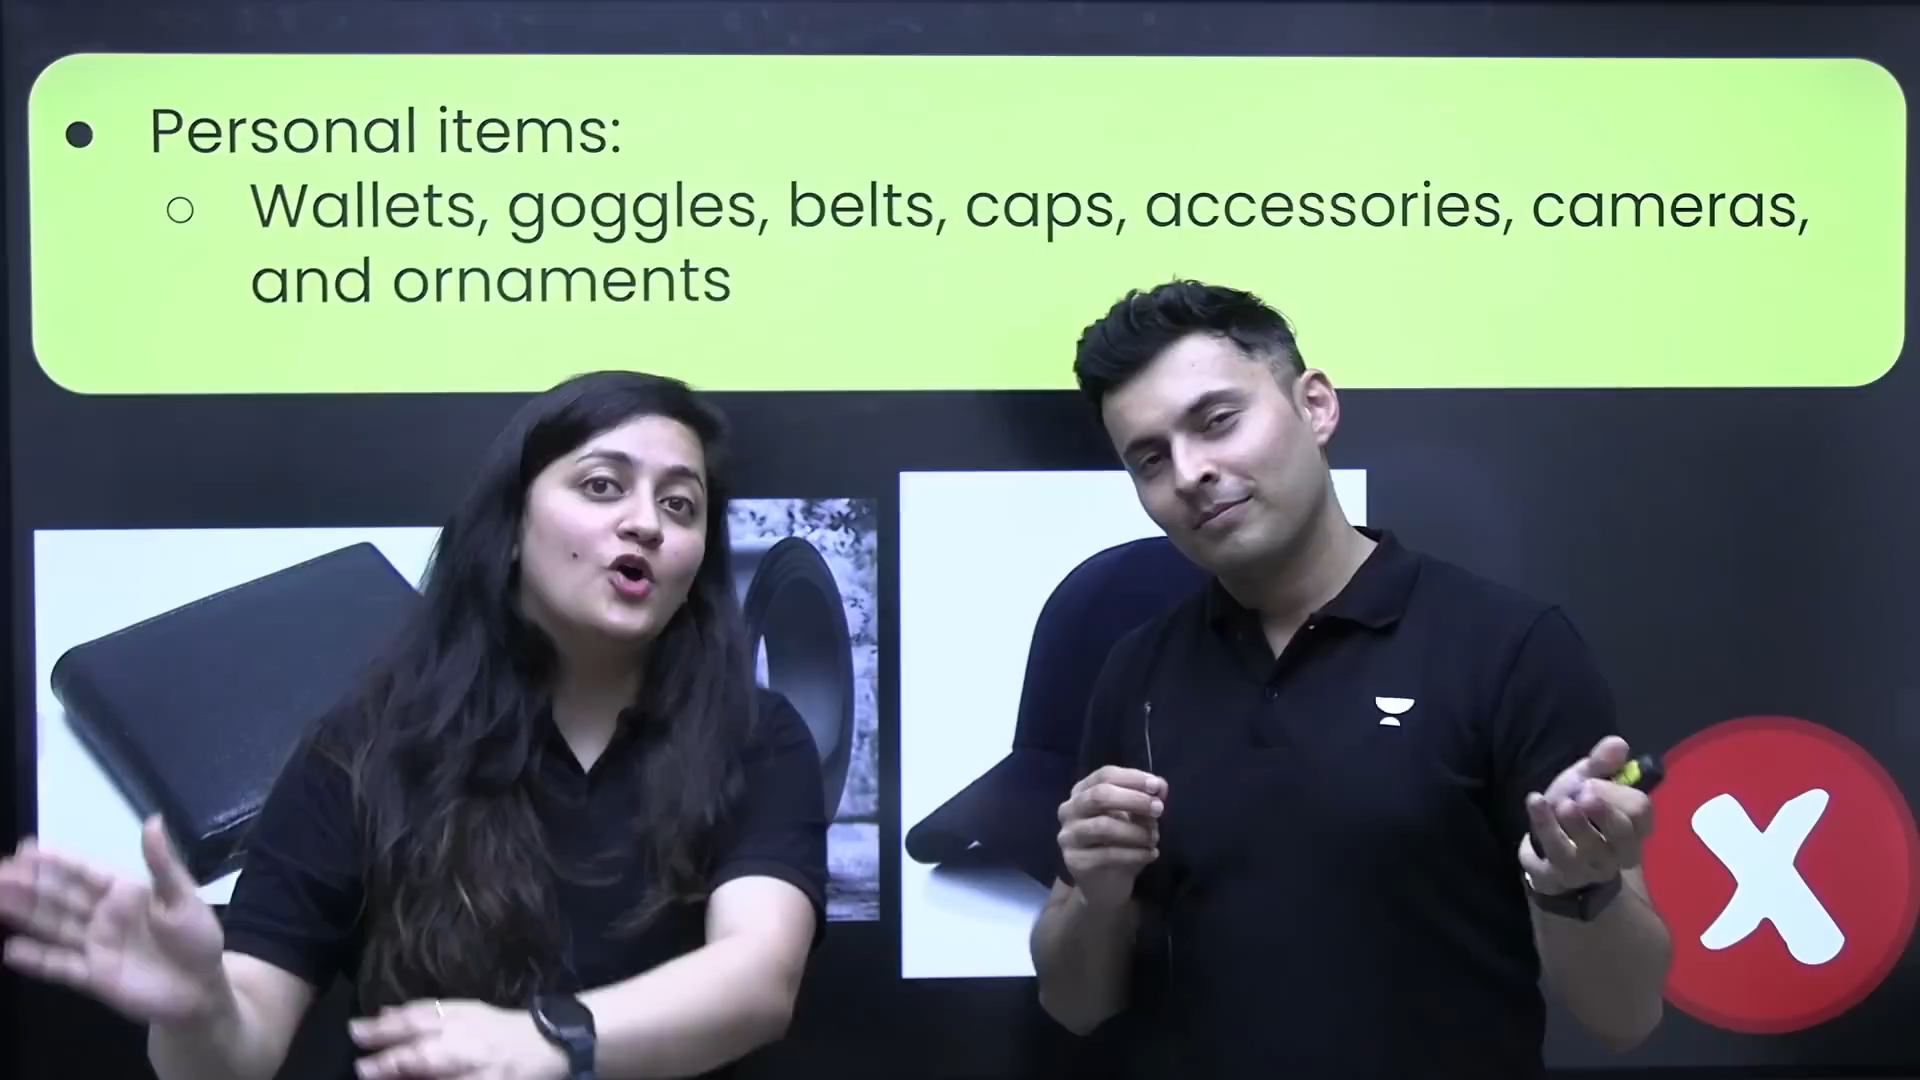 Personal items:
Wallets, goggles, belts, caps, accessories, cameras,
and ornaments